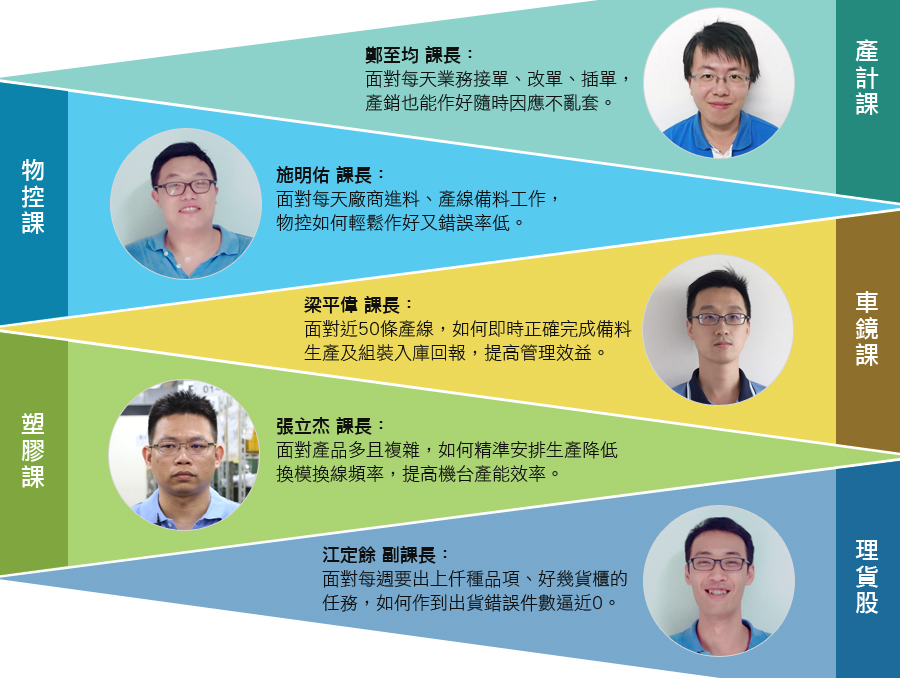 鄭至均 課長：
面對每天業務接單、改單、插單，
產銷也能作好隨時因應不亂套。
產計課
物控課
施明佑 課長：
面對每天廠商進料、產線備料工作，
物控如何輕鬆作好又錯誤率低。
梁平偉 課長：
面對近50條產線，如何即時正確完成備料
生產及組裝入庫回報，提高管理效益。
車鏡課
塑膠課
張立杰 課長：
面對產品多且複雜，如何精準安排生產降低
換模換線頻率，提高機台產能效率。
江定餘 副課長：
面對每週要出上仟種品項、好幾貨櫃的
任務，如何作到出貨錯誤件數逼近0。
理貨股